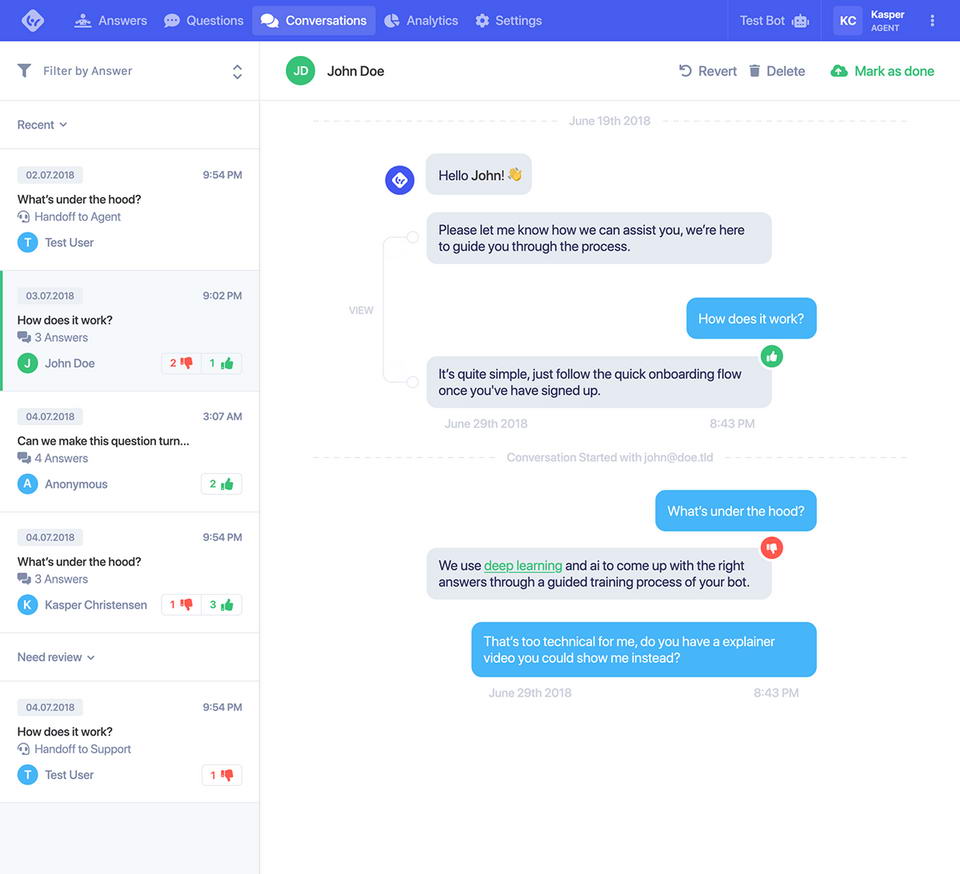 Answers
Questions
Conversations
Analytics
Settings
Test Bot
KC
Kasper
AGENT
Filter by Answer
Recent
02.07.2018 9:54 PM
What's under the hood?
Handoff to Agent
T Test User
03.07.2018 9:02 PM
How does it work?
3 Answers
J John Doe 2 1
04.07.2018 3:07 AM
Can we make this question turn...
4 Answers
A Anonymous 2
04.07.2018 9:54 PM
What's under the hood?
3 Answers
K Kasper Christensen 1 3
Need review
04.07.2018 9:54 PM
How does it work?
Handoff to Support
T Test User 1
JD John Doe
Revert
Delete
Mark as done
June 19th 2018
Hello John! 👋
Please let me know how we can assist you, we're here
to guide you through the process.
VIEW
How does it work?
It's quite simple, just follow the quick onboarding flow
once you've have signed up.
June 29th 2018 8:43 PM
Conversation Started with john@doe.tld
What's under the hood?
We use deep learning and ai to come up with the right
answers through a guided training process of your bot.
That's too technical for me, do you have a explainer
video you could show me instead?
June 29th 2018 8:43 PM